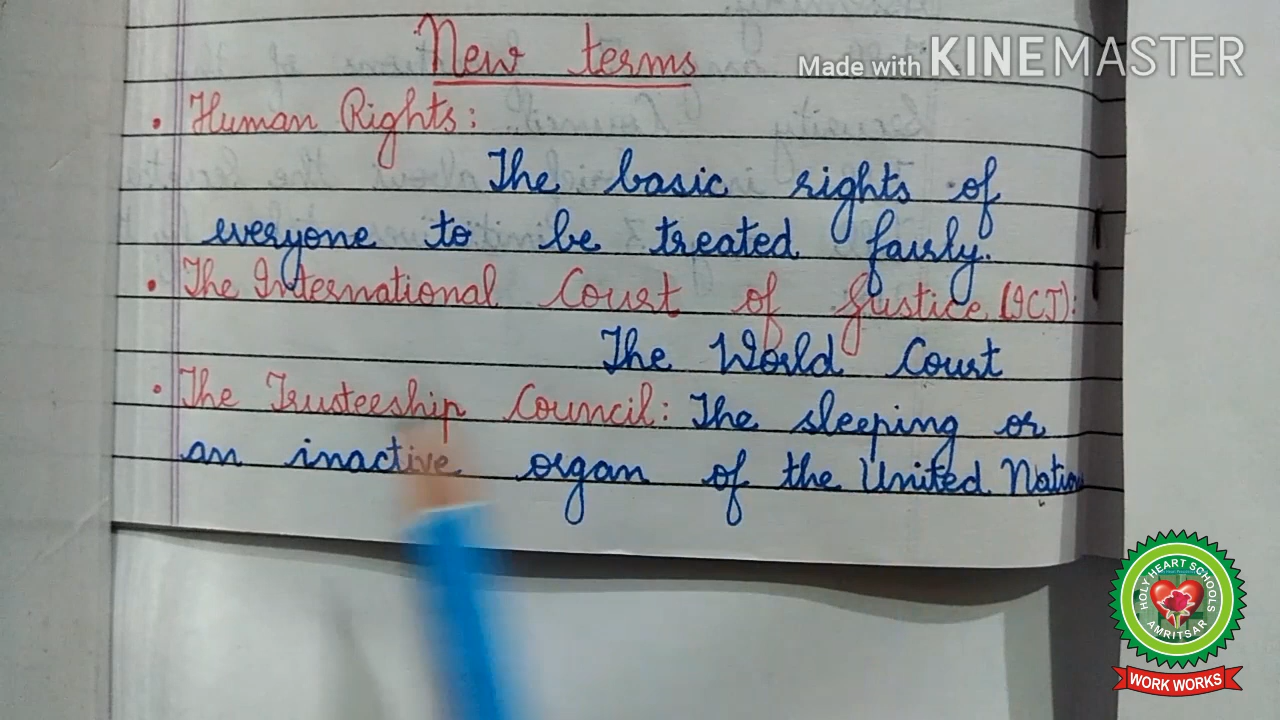 New terms
Made with KINEMASTER
• Human Rights:
The basic rights of
everyone to be treated fairly.
• The International Court of Justice (ICJ):
The World Court
• The Trusteeship Council: The sleeping or
an inactive organ of the United Nation
HOLY HEART SCHOOLS
AMRITSAR
WORK WORKS